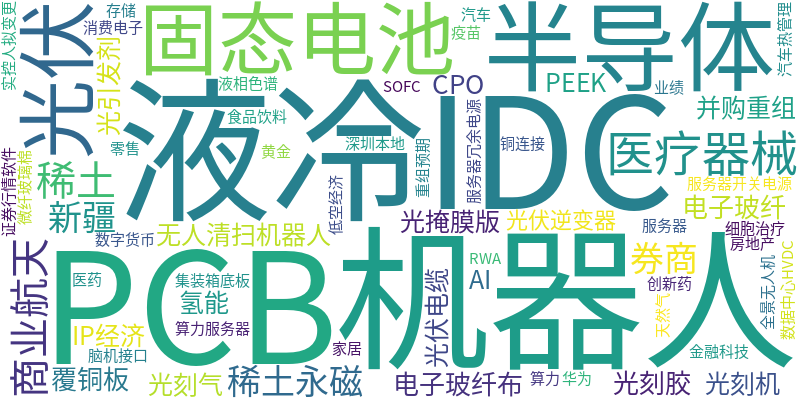 实控人拟变更
光伏
存储
消费电子
固态电池
光引发剂
液相色谱
SOFC
汽车
疫苗
CPO
半导体
PEEK
业绩
汽车热管理
并购重组
食品饮料
零售
黄金
深圳本地
重组预期
服务器冗余电源
铜连接
液冷IDC
医疗器械
证券行情软件
微纤玻璃棉
稀土
新疆
低空经济
服务器开关电源
电子玻纤
数字货币
无人清扫机器人
光掩膜版
光伏逆变器
服务器
细胞治疗
房地产
商业航天
PCB
机器人
RWA
AI
券商
医药
集装箱底板
氢能
光伏电缆
创新药
天然气
全景无人机
数据中心HVDC
IP经济
算力服务器
脑机接口
家居
金融科技
覆铜板
光刻气
稀土永磁
电子玻纤布
算力
华为
光刻胶
光刻机